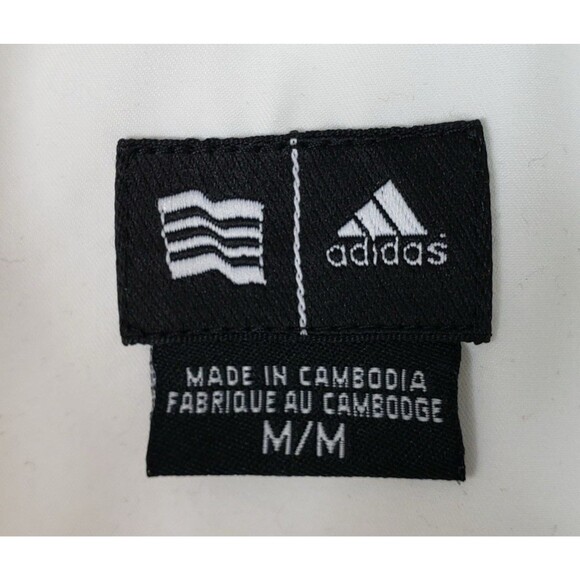 adidas
MADE IN CAMBODIA
FABRIQUE AU CAMBODGE
M/M